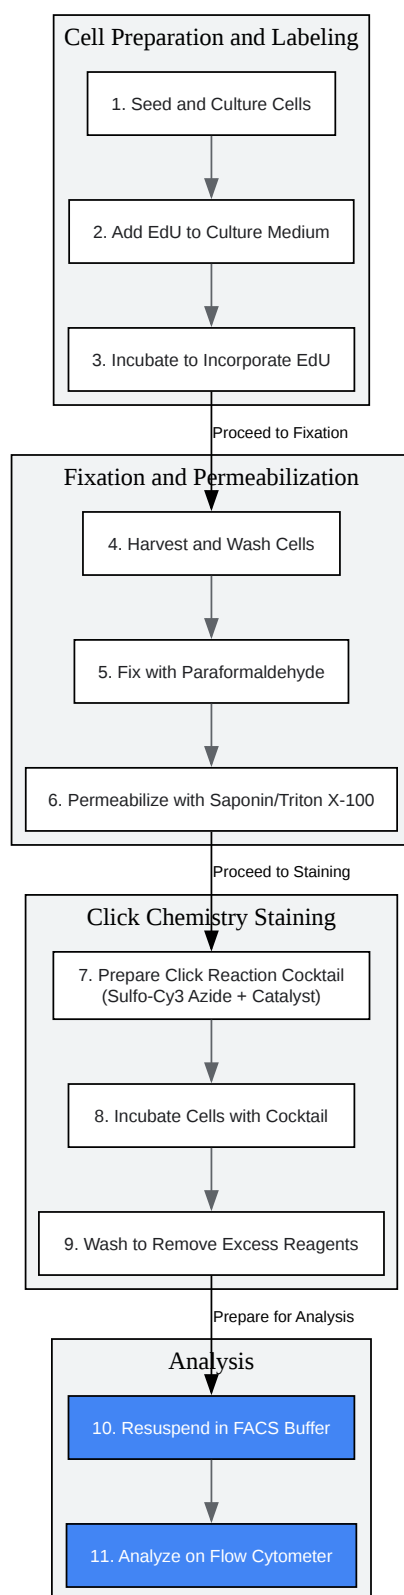 Cell Preparation and Labeling
1. Seed and Culture Cells
2. Add EdU to Culture Medium
3. Incubate to Incorporate EdU
Proceed to Fixation
Fixation and Permeabilization
4. Harvest and Wash Cells
5. Fix with Paraformaldehyde
6. Permeabilize with Saponin/Triton X-100
Proceed to Staining
Click Chemistry Staining
7. Prepare Click Reaction Cocktail
(Sulfo-Cy3 Azide + Catalyst)
8. Incubate Cells with Cocktail
9. Wash to Remove Excess Reagents
Prepare for Analysis
Analysis
10. Resuspend in FACS Buffer
11. Analyze on Flow Cytometer